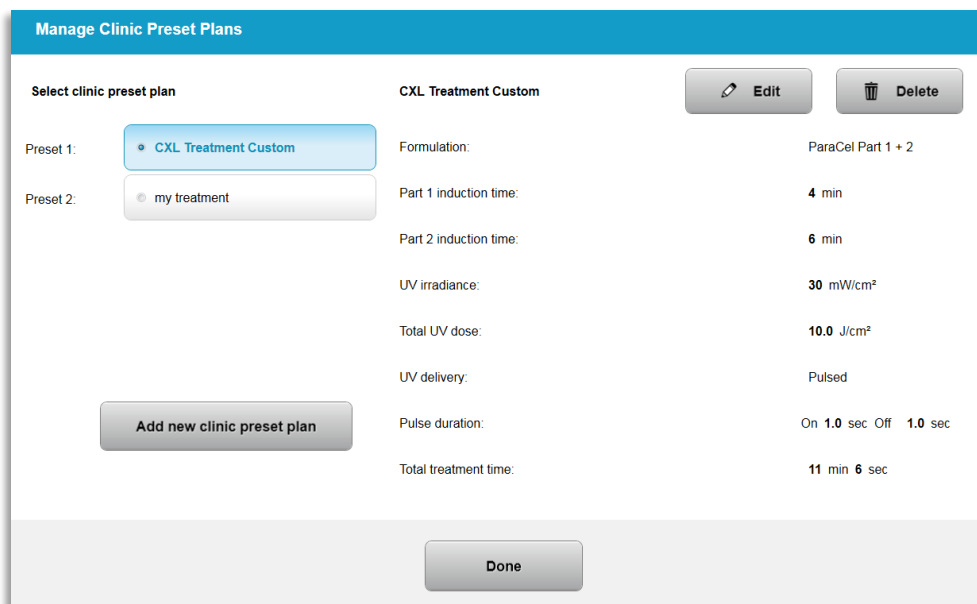 Manage Clinic Preset Plans
Select clinic preset plan
Preset 1:
CXL Treatment Custom
Preset 2:
my treatment
Add new clinic preset plan
CXL Treatment Custom
Edit
Delete
Formulation: ParaCel Part 1 + 2
Part 1 induction time: 4 min
Part 2 induction time: 6 min
UV irradiance: 30 mW/cm²
Total UV dose: 10.0 J/cm²
UV delivery: Pulsed
Pulse duration: On 1.0 sec Off 1.0 sec
Total treatment time: 11 min 6 sec
Done